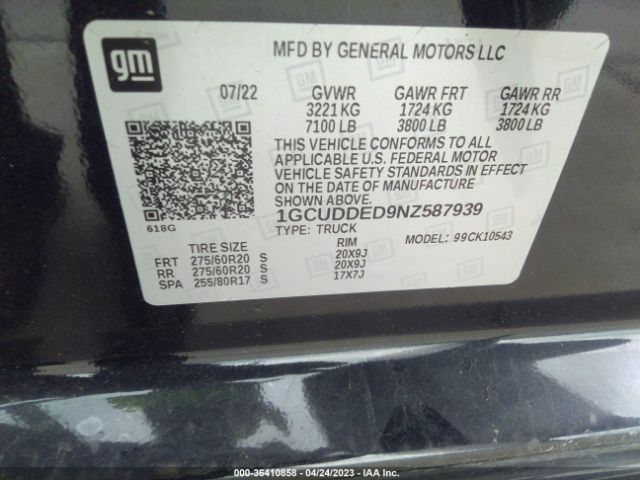 gm
MFD BY GENERAL MOTORS LLC
07/22 GVWR GAWR FRT GAWR RR
3221 KG 1724 KG 1724 KG
7100 LB 3800 LB 3800 LB
THIS VEHICLE CONFORMS TO ALL
APPLICABLE U.S. FEDERAL MOTOR
VEHICLE SAFETY STANDARDS IN EFFECT
ON THE DATE OF MANUFACTURE
SHOWN ABOVE.
1GCUDDED9NZ587939
618G
TYPE: TRUCK MODEL: 99CK10543
TIRE SIZE RIM
FRT 275/60R20 S 20X9J
RR 275/60R20 S 20X9J
SPA 255/80R17 S 17X7J
000-36410858 - 04/24/2023 - IAA Inc.